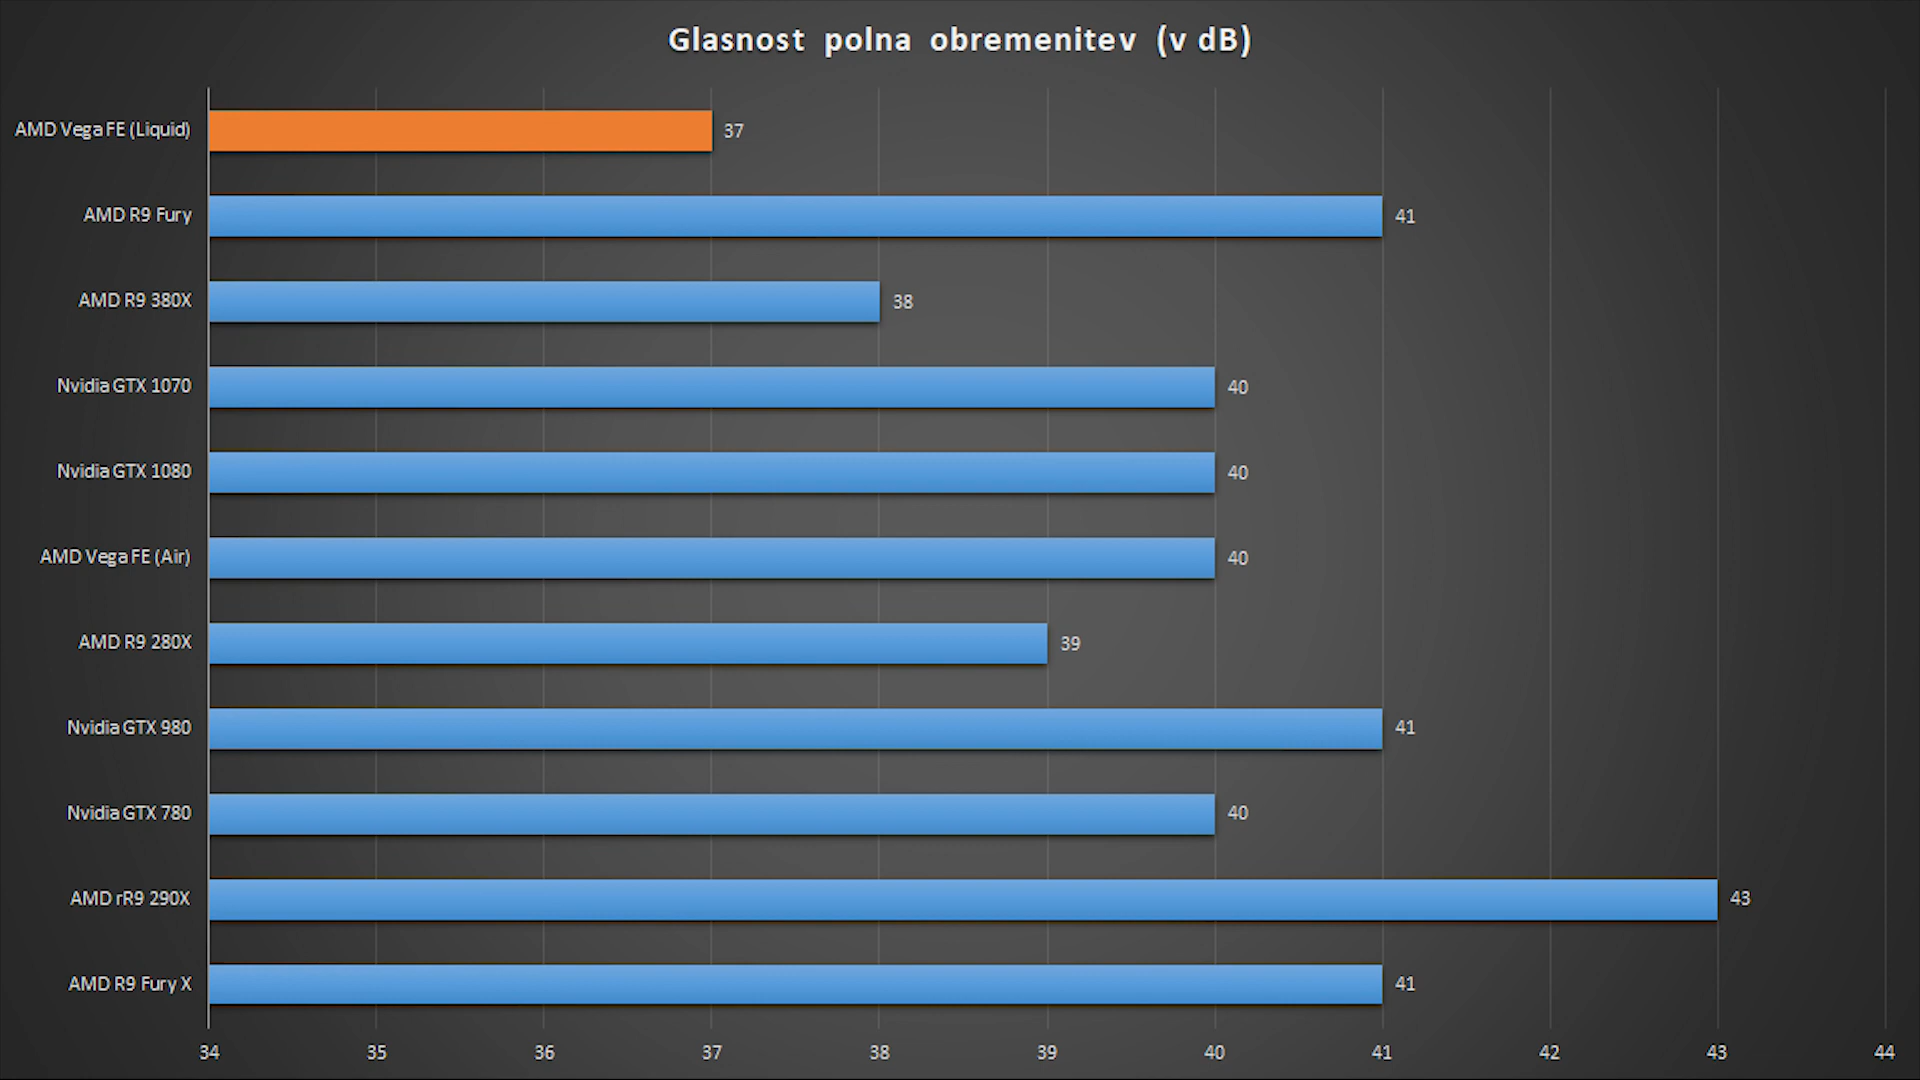 Glasnost polna obremenitev (v dB)
AMD Vega FE (Liquid) 37
AMD R9 Fury 41
AMD R9 380X 38
Nvidia GTX 1070 40
Nvidia GTX 1080 40
AMD Vega FE (Air) 40
AMD R9 280X 39
Nvidia GTX 980 41
Nvidia GTX 780 40
AMD rR9 290X 43
AMD R9 Fury X 41
34 35 36 37 38 39 40 41 42 43 44